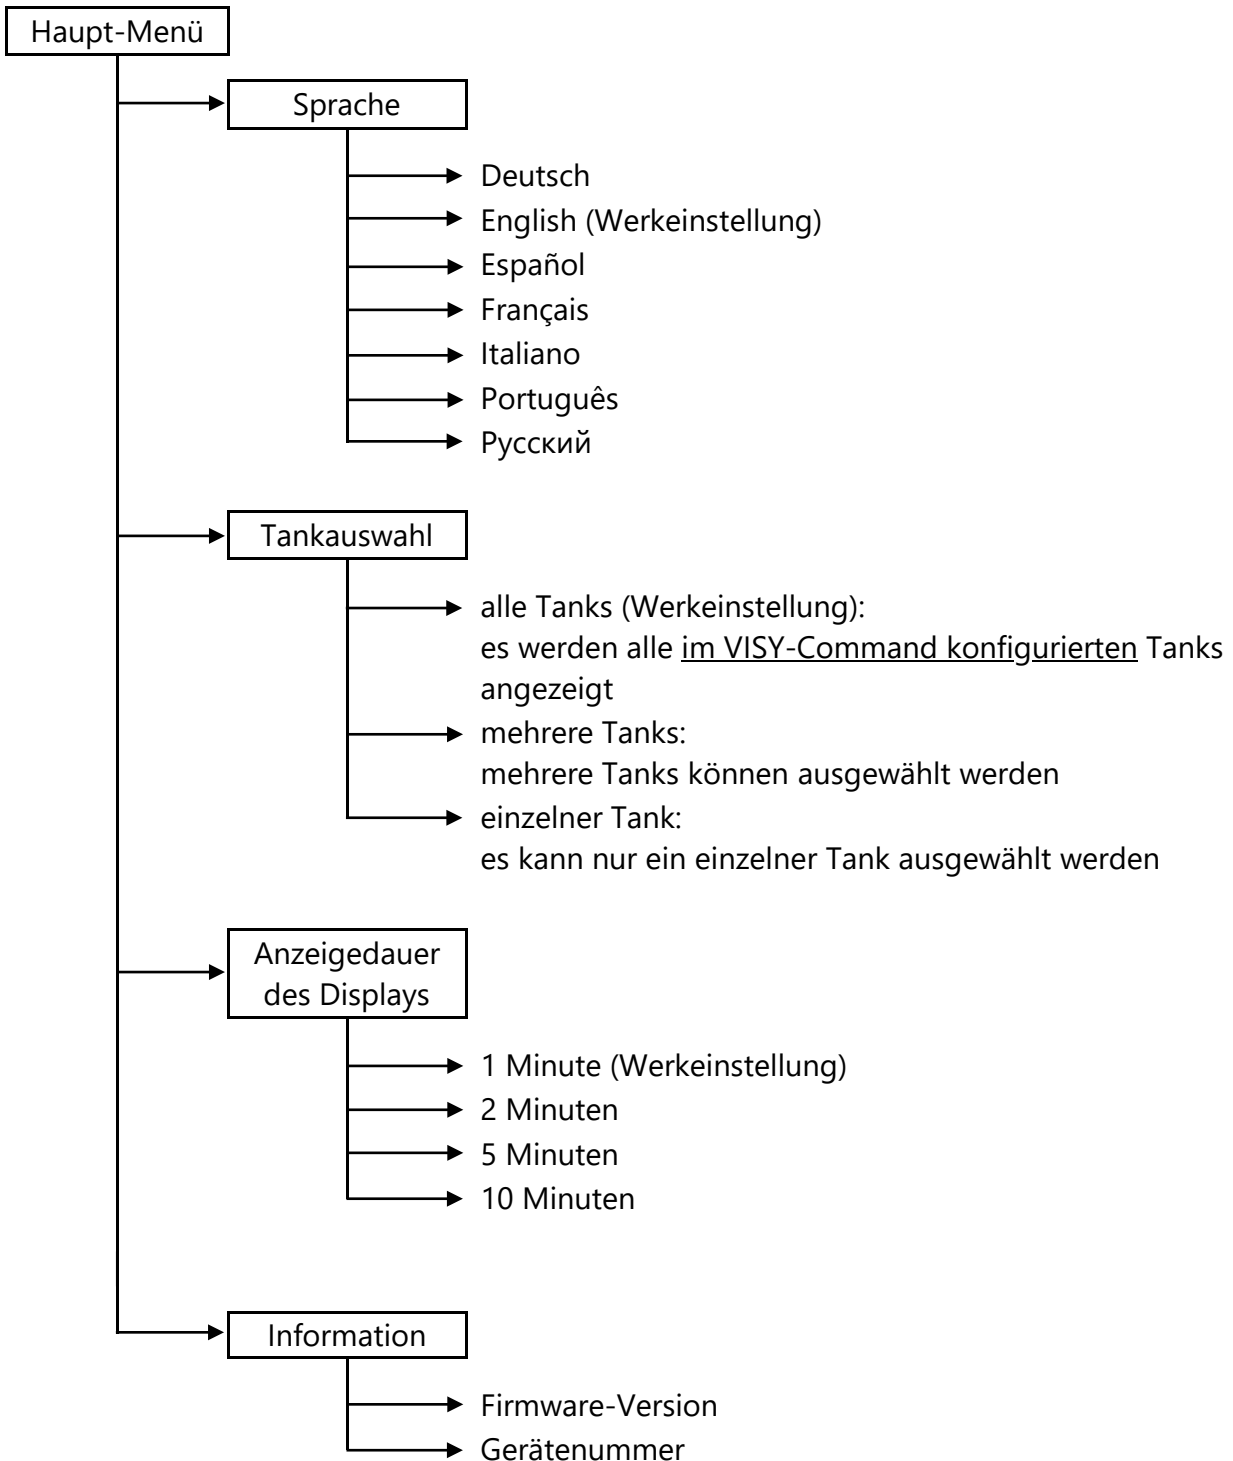 Haupt-Menü
Sprache
Deutsch
English (Werkeinstellung)
Español
Français
Italiano
Português
Русский
Tankauswahl
alle Tanks (Werkeinstellung):
es werden alle im VISY-Command konfigurierten Tanks
angezeigt
mehrere Tanks:
mehrere Tanks können ausgewählt werden
einzelner Tank:
es kann nur ein einzelner Tank ausgewählt werden
Anzeigedauer
des Displays
1 Minute (Werkeinstellung)
2 Minuten
5 Minuten
10 Minuten
Information
Firmware-Version
Gerätenummer